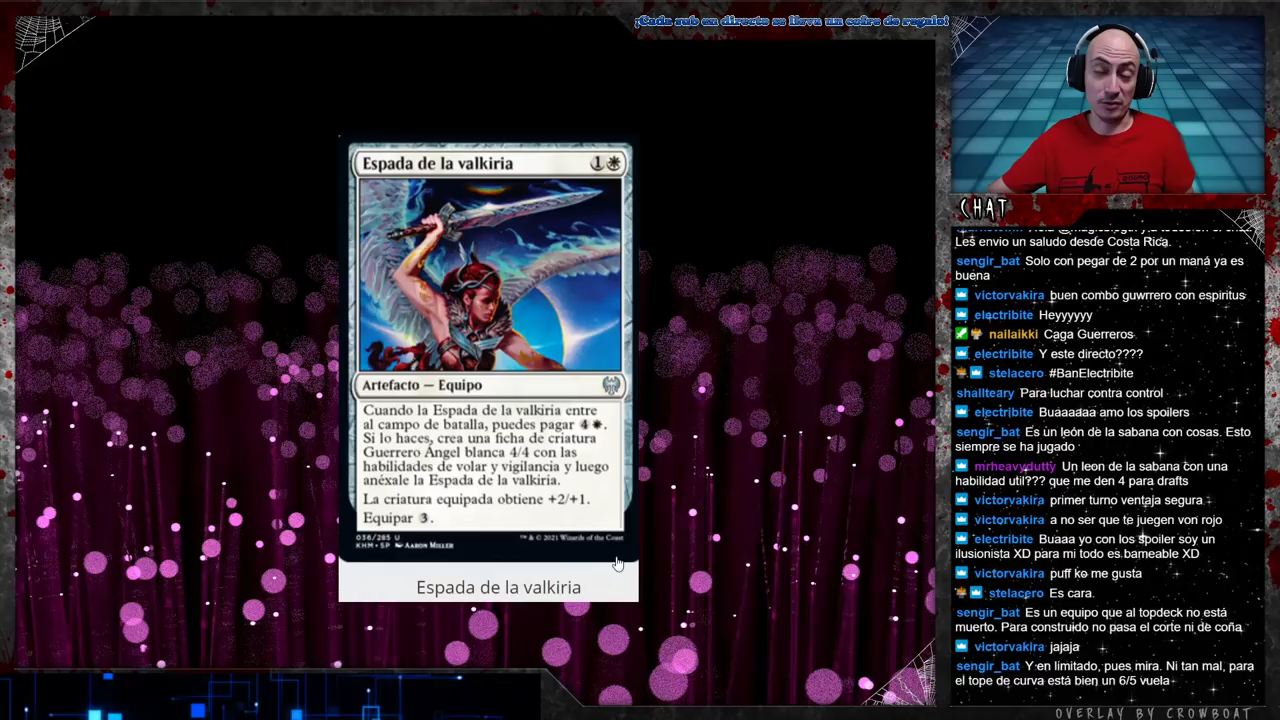 ¡Cada sub en directo se lleva un cofre de regalo!
Espada de la valkiria 1
Artefacto — Equipo
Cuando la Espada de la valkiria entre
al campo de batalla, puedes pagar 4.
Si lo haces, crea una ficha de criatura
Guerrero Ángel blanca 4/4 con las
habilidades de volar y vigilancia y luego
anéxale la Espada de la valkiria.
La criatura equipada obtiene +2/+1.
Equipar 3.
036/285 U
KHM • SP AARON MILLER
™ & © 2021 Wizards of the Coast
Espada de la valkiria
CHAT
Les envio un saludo desde Costa Rica.
sengir_bat Solo con pegar de 2 por un maná ya es
buena
victorvakira buen combo guwrrero con espiritus
electribite Heyyyyyy
nailaikki Caga Guerreros
electribite Y este directo????
stelacero #BanElectribite
shallteary Para luchar contra control
electribite Buaaaaaa amo los spoilers
sengir_bat Es un león de la sabana con cosas. Esto
siempre se ha jugado
mrheavydutty Un leon de la sabana con una
habilidad util??? que me den 4 para drafts
victorvakira primer turno ventaja segura
victorvakira a no ser que te juegen von rojo
electribite Buaaa yo con los spoiler soy un
ilusionista XD para mi todo es bameable XD
victorvakira puff ko me gusta
stelacero Es cara.
sengir_bat Es un equipo que al topdeck no está
muerto. Para construido no pasa el corte ni de coña
victorvakira jajaja
sengir_bat Y en limitado, pues mira. Ni tan mal, para
el tope de curva está bien un 6/5 vuela
OVERLAY BY CROWBOAT